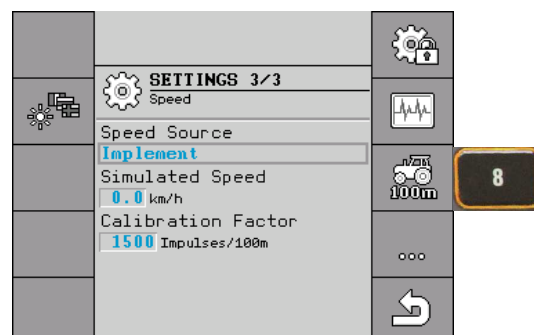 SETTINGS 3/3
Speed
Speed Source
Implement
Simulated Speed
0.0 km/h
Calibration Factor
1500 Impulses/100m
100m
8